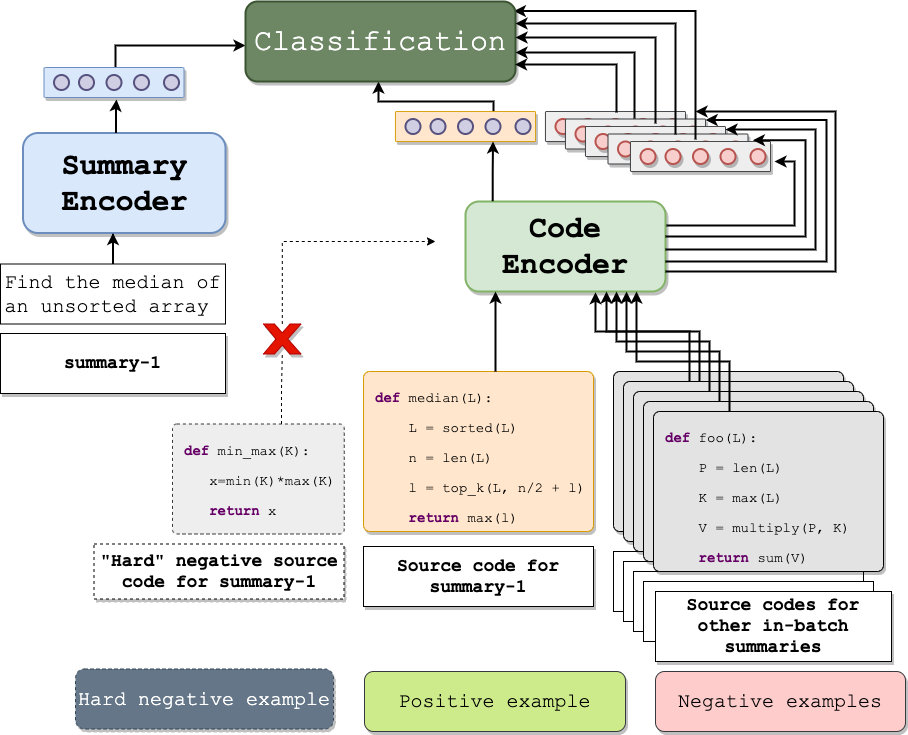 Classification
Summary
Encoder
Code
Encoder
Find the median of
an unsorted array
summary-1
def min_max(K):
x=min(K)*max(K)
return x
"Hard" negative source
code for summary-1
def median(L):
L = sorted(L)
n = len(L)
l = top_k(L, n/2 + l)
return max(l)
Source code for
summary-1
def foo(L):
P = len(L)
K = max(L)
V = multiply(P, K)
return sum(V)
Source codes for
other in-batch
summaries
Hard negative example
Positive example
Negative examples